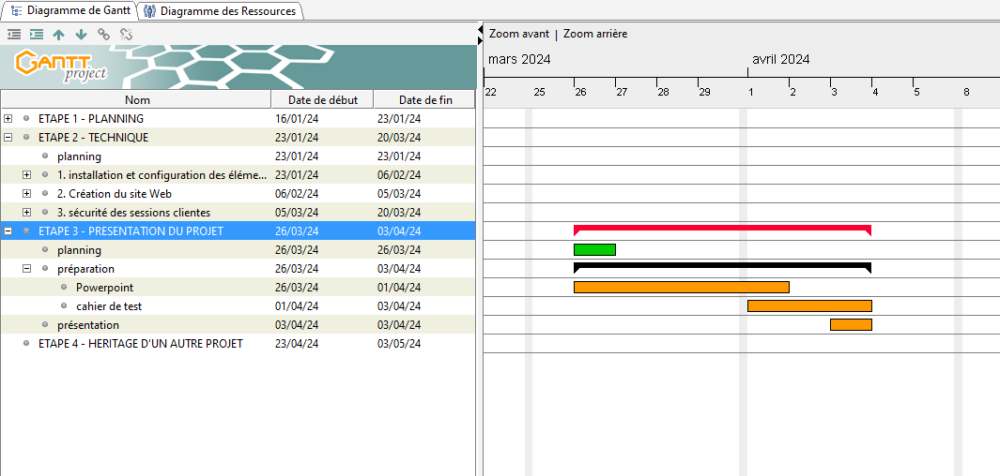 Diagramme de Gantt Diagramme des Ressources
Zoom avant | Zoom arrière
GANTT
project
mars 2024 avril 2024
22 25 26 27 28 29 1 2 3 4 5 8
Nom Date de début Date de fin
ETAPE 1 - PLANNING 16/01/24 23/01/24
ETAPE 2 - TECHNIQUE 23/01/24 20/03/24
planning 23/01/24 23/01/24
1. installation et configuration des éléme... 23/01/24 06/02/24
2. Création du site Web 06/02/24 05/03/24
3. sécurité des sessions clientes 05/03/24 20/03/24
ETAPE 3 - PRESENTATION DU PROJET 26/03/24 03/04/24
planning 26/03/24 26/03/24
préparation 26/03/24 03/04/24
Powerpoint 26/03/24 01/04/24
cahier de test 01/04/24 03/04/24
présentation 03/04/24 03/04/24
ETAPE 4 - HERITAGE D'UN AUTRE PROJET 23/04/24 03/05/24